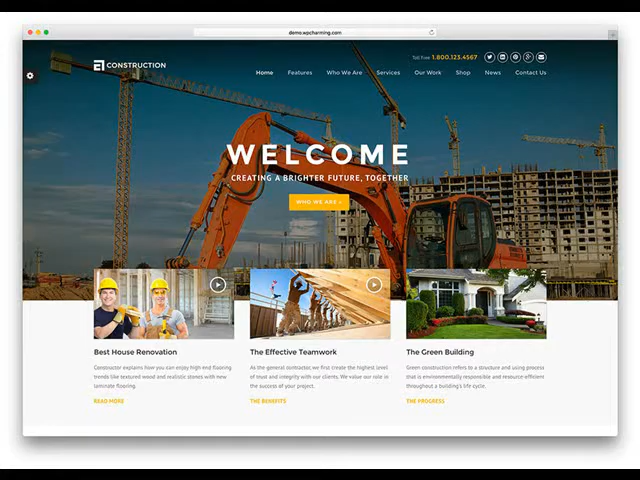 demo.wpcharming.com
Toll Free 1.800.123.4567
CONSTRUCTION
Home Features Who We Are Services Our Work Shop News Contact Us
WELCOME
CREATING A BRIGHTER FUTURE, TOGETHER
WHO WE ARE
Best House Renovation
Constructor explains how you can enjoy high end flooring
trends like textured wood and realistic stones with new
laminate flooring.
READ MORE
The Effective Teamwork
As the general contractor, we first create the highest level
of trust and integrity with our clients. We value our role in
the success of your project.
THE BENEFITS
The Green Building
Green construction refers to a structure and using process
that is environmentally responsible and resource-efficient
throughout a building's life cycle.
THE PROGRESS